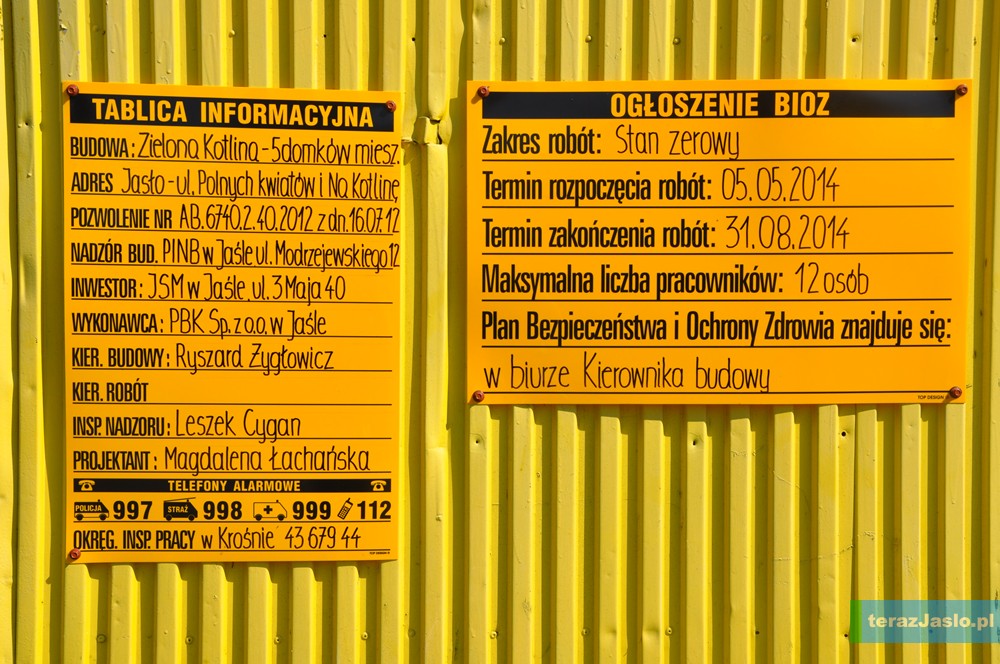 TABLICA INFORMACYJNA
BUDOWA: Zielona Kotlina - 5 domków miesz.
ADRES Jasło - ul. Polnych kwiatów i Na Kotlinę
POZWOLENIE NR AB.6740.2.40.2012 z dn.16.07.12
NADZÓR BUD. PINB w Jaśle ul. Modrzejewskiego 12
INWESTOR: JSM w Jaśle, ul. 3 Maja 40
WYKONAWCA: PBK Sp. z o.o. w Jaśle
KIER. BUDOWY: Ryszard Zygłowicz
KIER. ROBÓT
INSP. NADZORU: Leszek Cygan
PROJEKTANT: Magdalena Łachańska
TELEFONY ALARMOWE
POLICJA 997 STRAŻ 998 999 112
OKRĘG. INSP. PRACY w Krośnie 43 679 44
TOP DESIGN
OGŁOSZENIE BIOZ
Zakres robót: Stan zerowy
Termin rozpoczęcia robót: 05.05.2014
Termin zakończenia robót: 31.08.2014
Maksymalna liczba pracowników: 12 osób
Plan Bezpieczeństwa i Ochrony Zdrowia znajduje się:
w biurze Kierownika budowy
TOP DESIGN
terazJaslo.pl